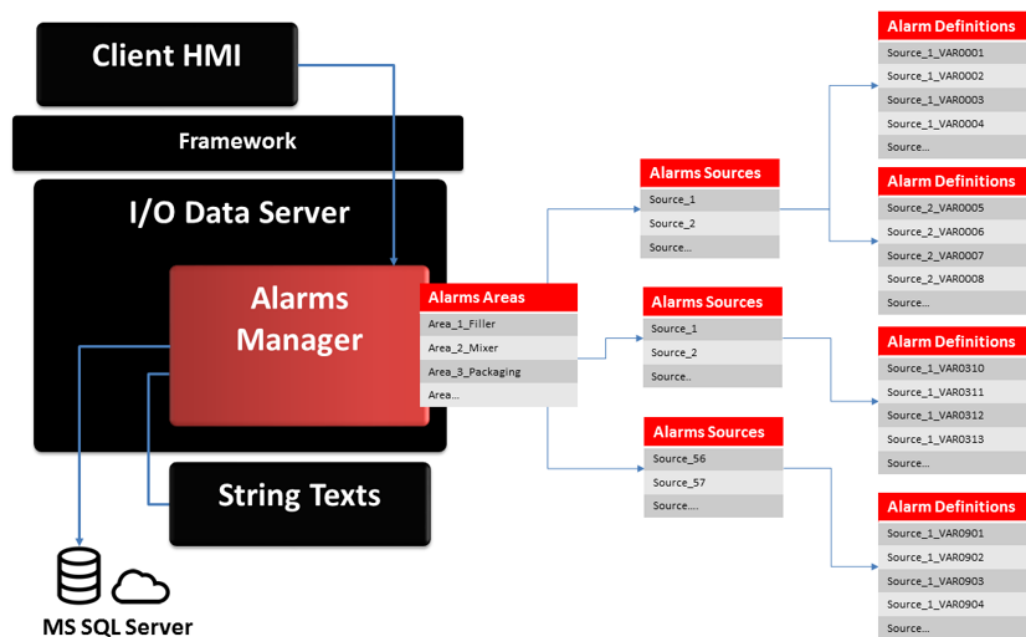 Client HMI
Framework
I/O Data Server
Alarms
Manager
String Texts
MS SQL Server
Alarms Areas
Area_1_Filler
Area_2_Mixer
Area_3_Packaging
Area...
Alarms Sources
Source_1
Source_2
Source...
Alarms Sources
Source_1
Source_2
Source..
Alarms Sources
Source_56
Source_57
Source....
Alarm Definitions
Source_1_VAR0001
Source_1_VAR0002
Source_1_VAR0003
Source_1_VAR0004
Source...
Alarm Definitions
Source_2_VAR0005
Source_2_VAR0006
Source_2_VAR0007
Source_2_VAR0008
Source...
Alarm Definitions
Source_1_VAR0310
Source_1_VAR0311
Source_1_VAR0312
Source_1_VAR0313
Source...
Alarm Definitions
Source_1_VAR0901
Source_1_VAR0902
Source_1_VAR0903
Source_1_VAR0904
Source...